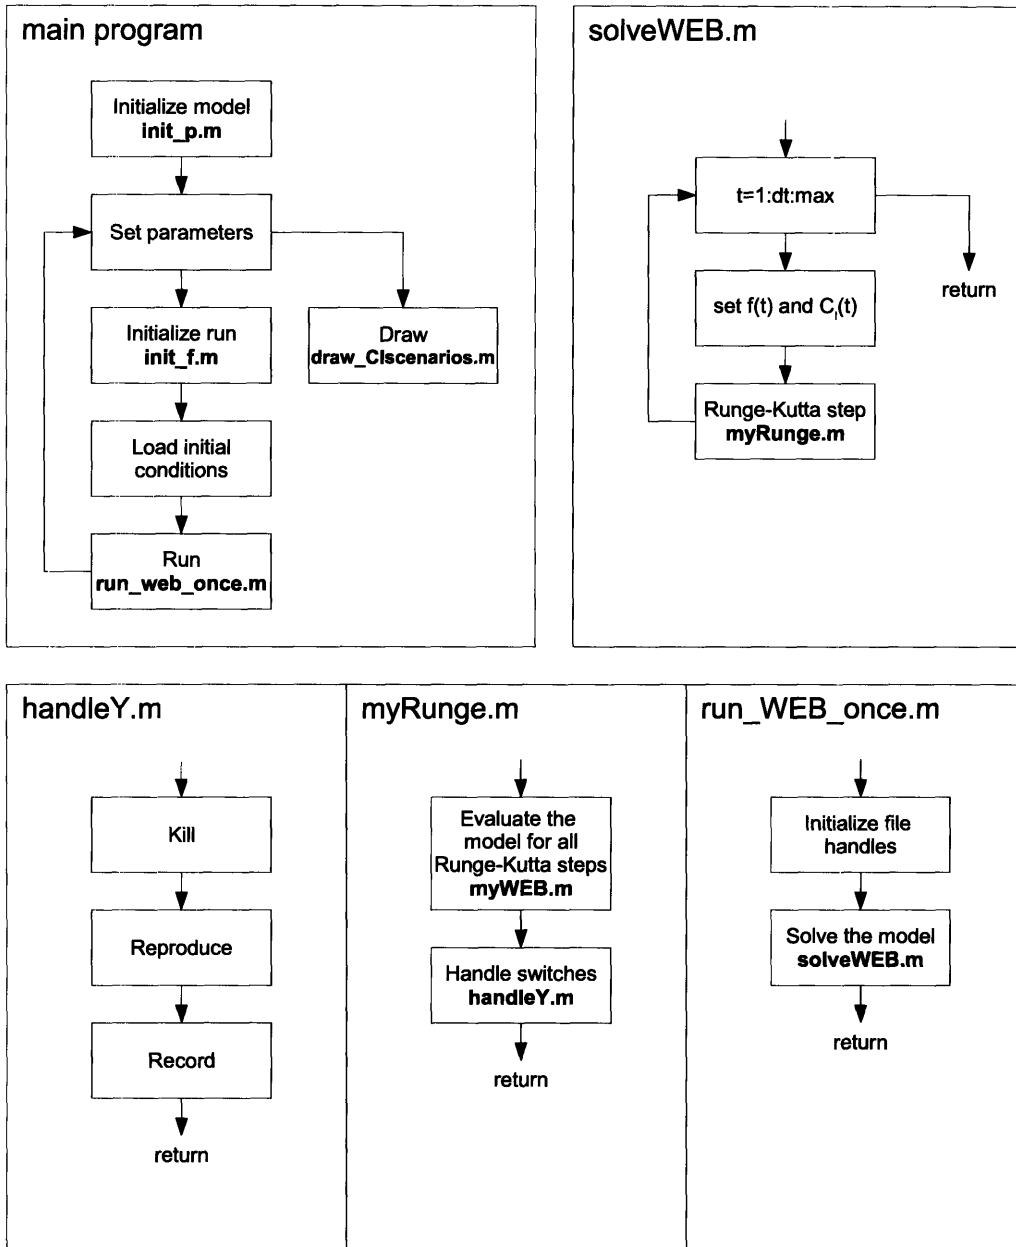 main program
Initialize model
init_p.m
Set parameters
Initialize run
init_f.m
Draw
draw_CIscenarios.m
Load initial
conditions
Run
run_web_once.m
solveWEB.m
t=1:dt:max
return
set f(t) and C_I(t)
Runge-Kutta step
myRunge.m
handleY.m
Kill
Reproduce
Record
return
myRunge.m
Evaluate the
model for all
Runge-Kutta steps
myWEB.m
Handle switches
handleY.m
return
run_WEB_once.m
Initialize file
handles
Solve the model
solveWEB.m
return